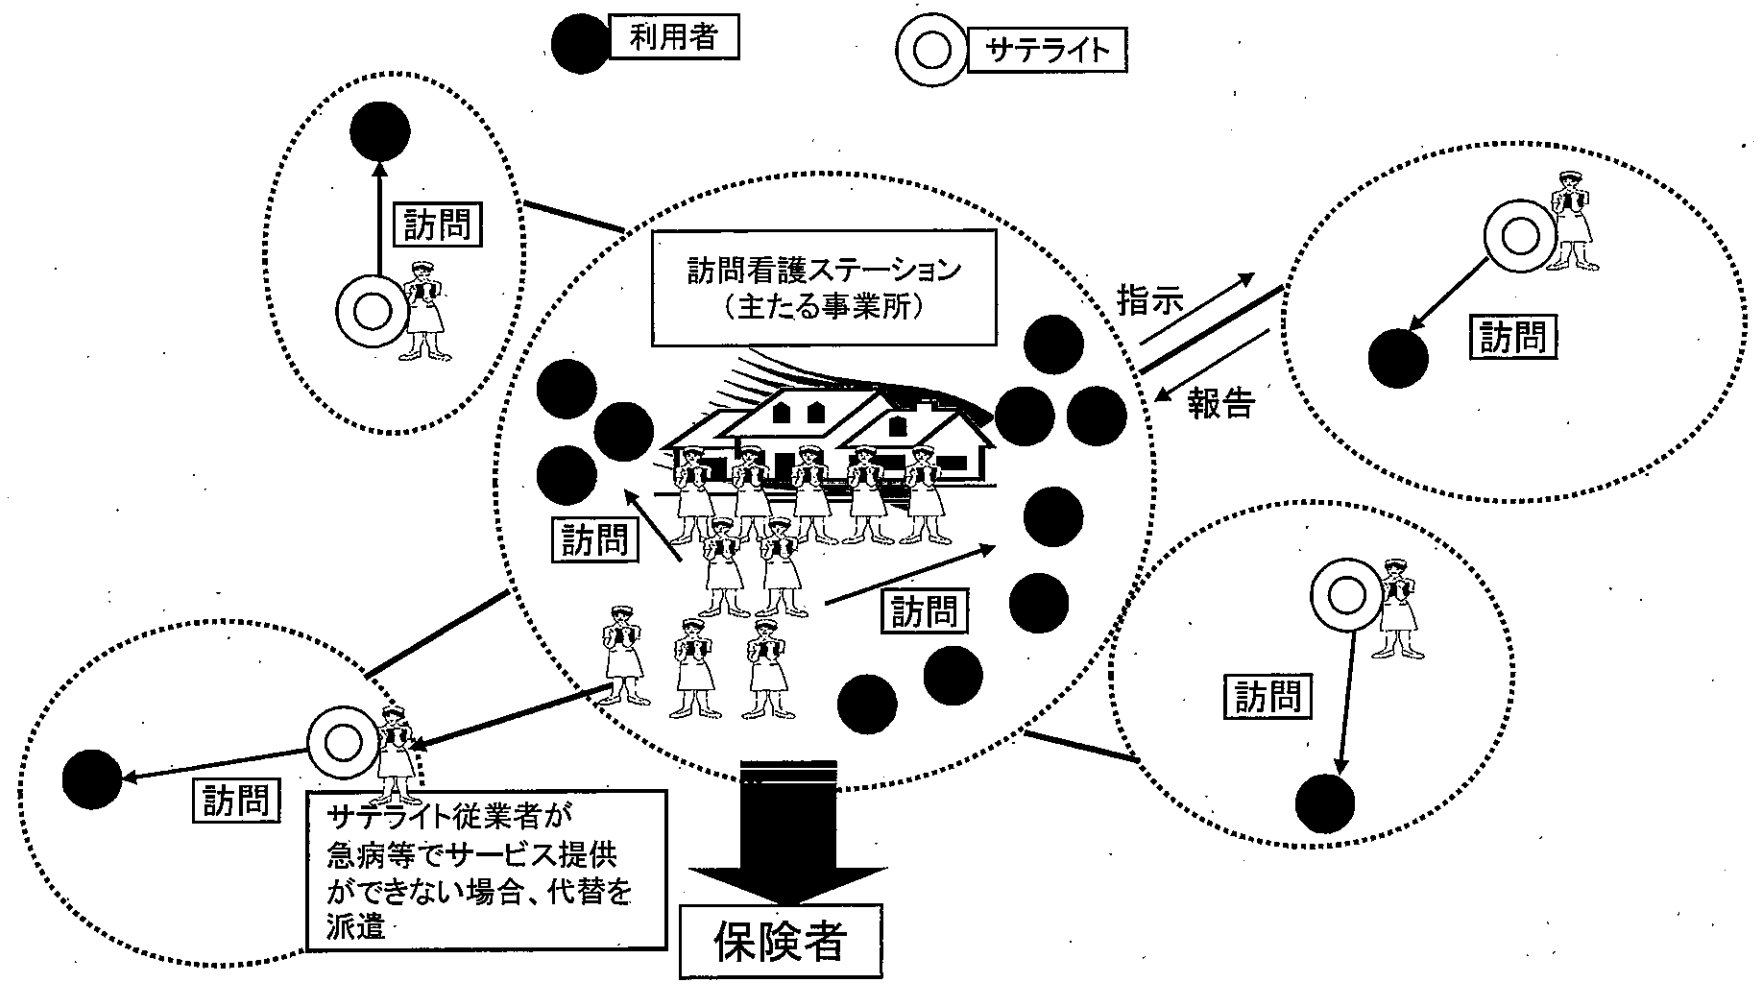 利用者
サテライト
訪問
訪問看護ステーション
(主たる事業所)
指示
報告
訪問
訪問
訪問
訪問
訪問
サテライト従業者が
急病等でサービス提供
ができない場合、代替を
派遣
保険者